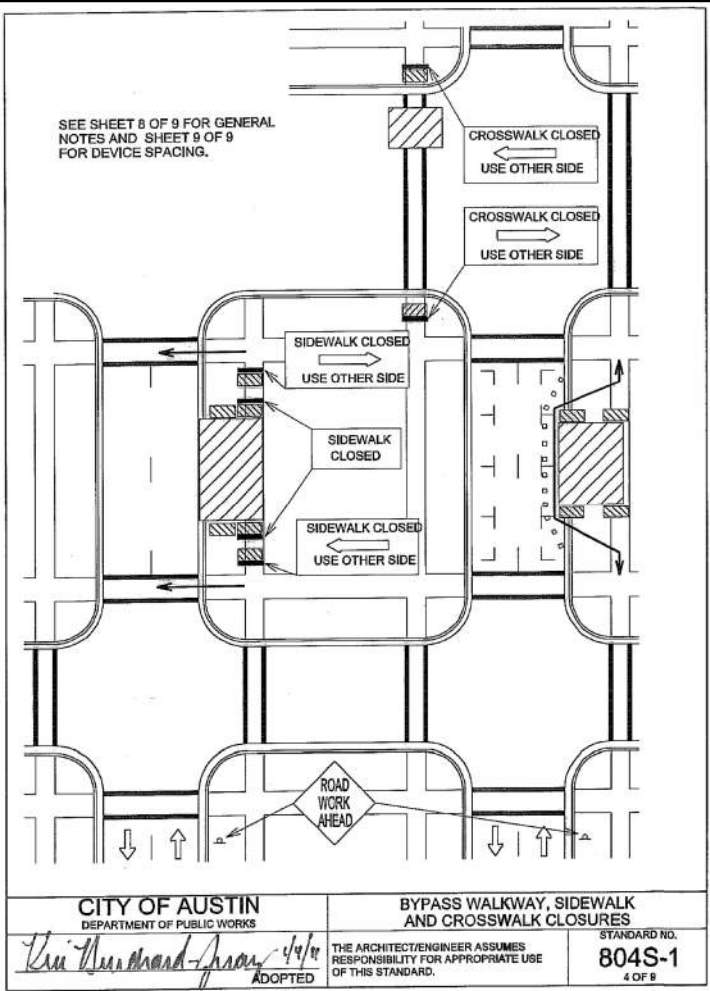 SEE SHEET 8 OF 9 FOR GENERAL
NOTES AND SHEET 9 OF 9
FOR DEVICE SPACING.
CROSSWALK CLOSED
USE OTHER SIDE
CROSSWALK CLOSED
USE OTHER SIDE
SIDEWALK CLOSED
USE OTHER SIDE
SIDEWALK
CLOSED
SIDEWALK CLOSED
USE OTHER SIDE
ROAD
WORK
AHEAD
CITY OF AUSTIN
DEPARTMENT OF PUBLIC WORKS
BYPASS WALKWAY, SIDEWALK
AND CROSSWALK CLOSURES
ADOPTED
THE ARCHITECT/ENGINEER ASSUMES
RESPONSIBILITY FOR APPROPRIATE USE
OF THIS STANDARD.
STANDARD NO.
804S-1
4 OF 9